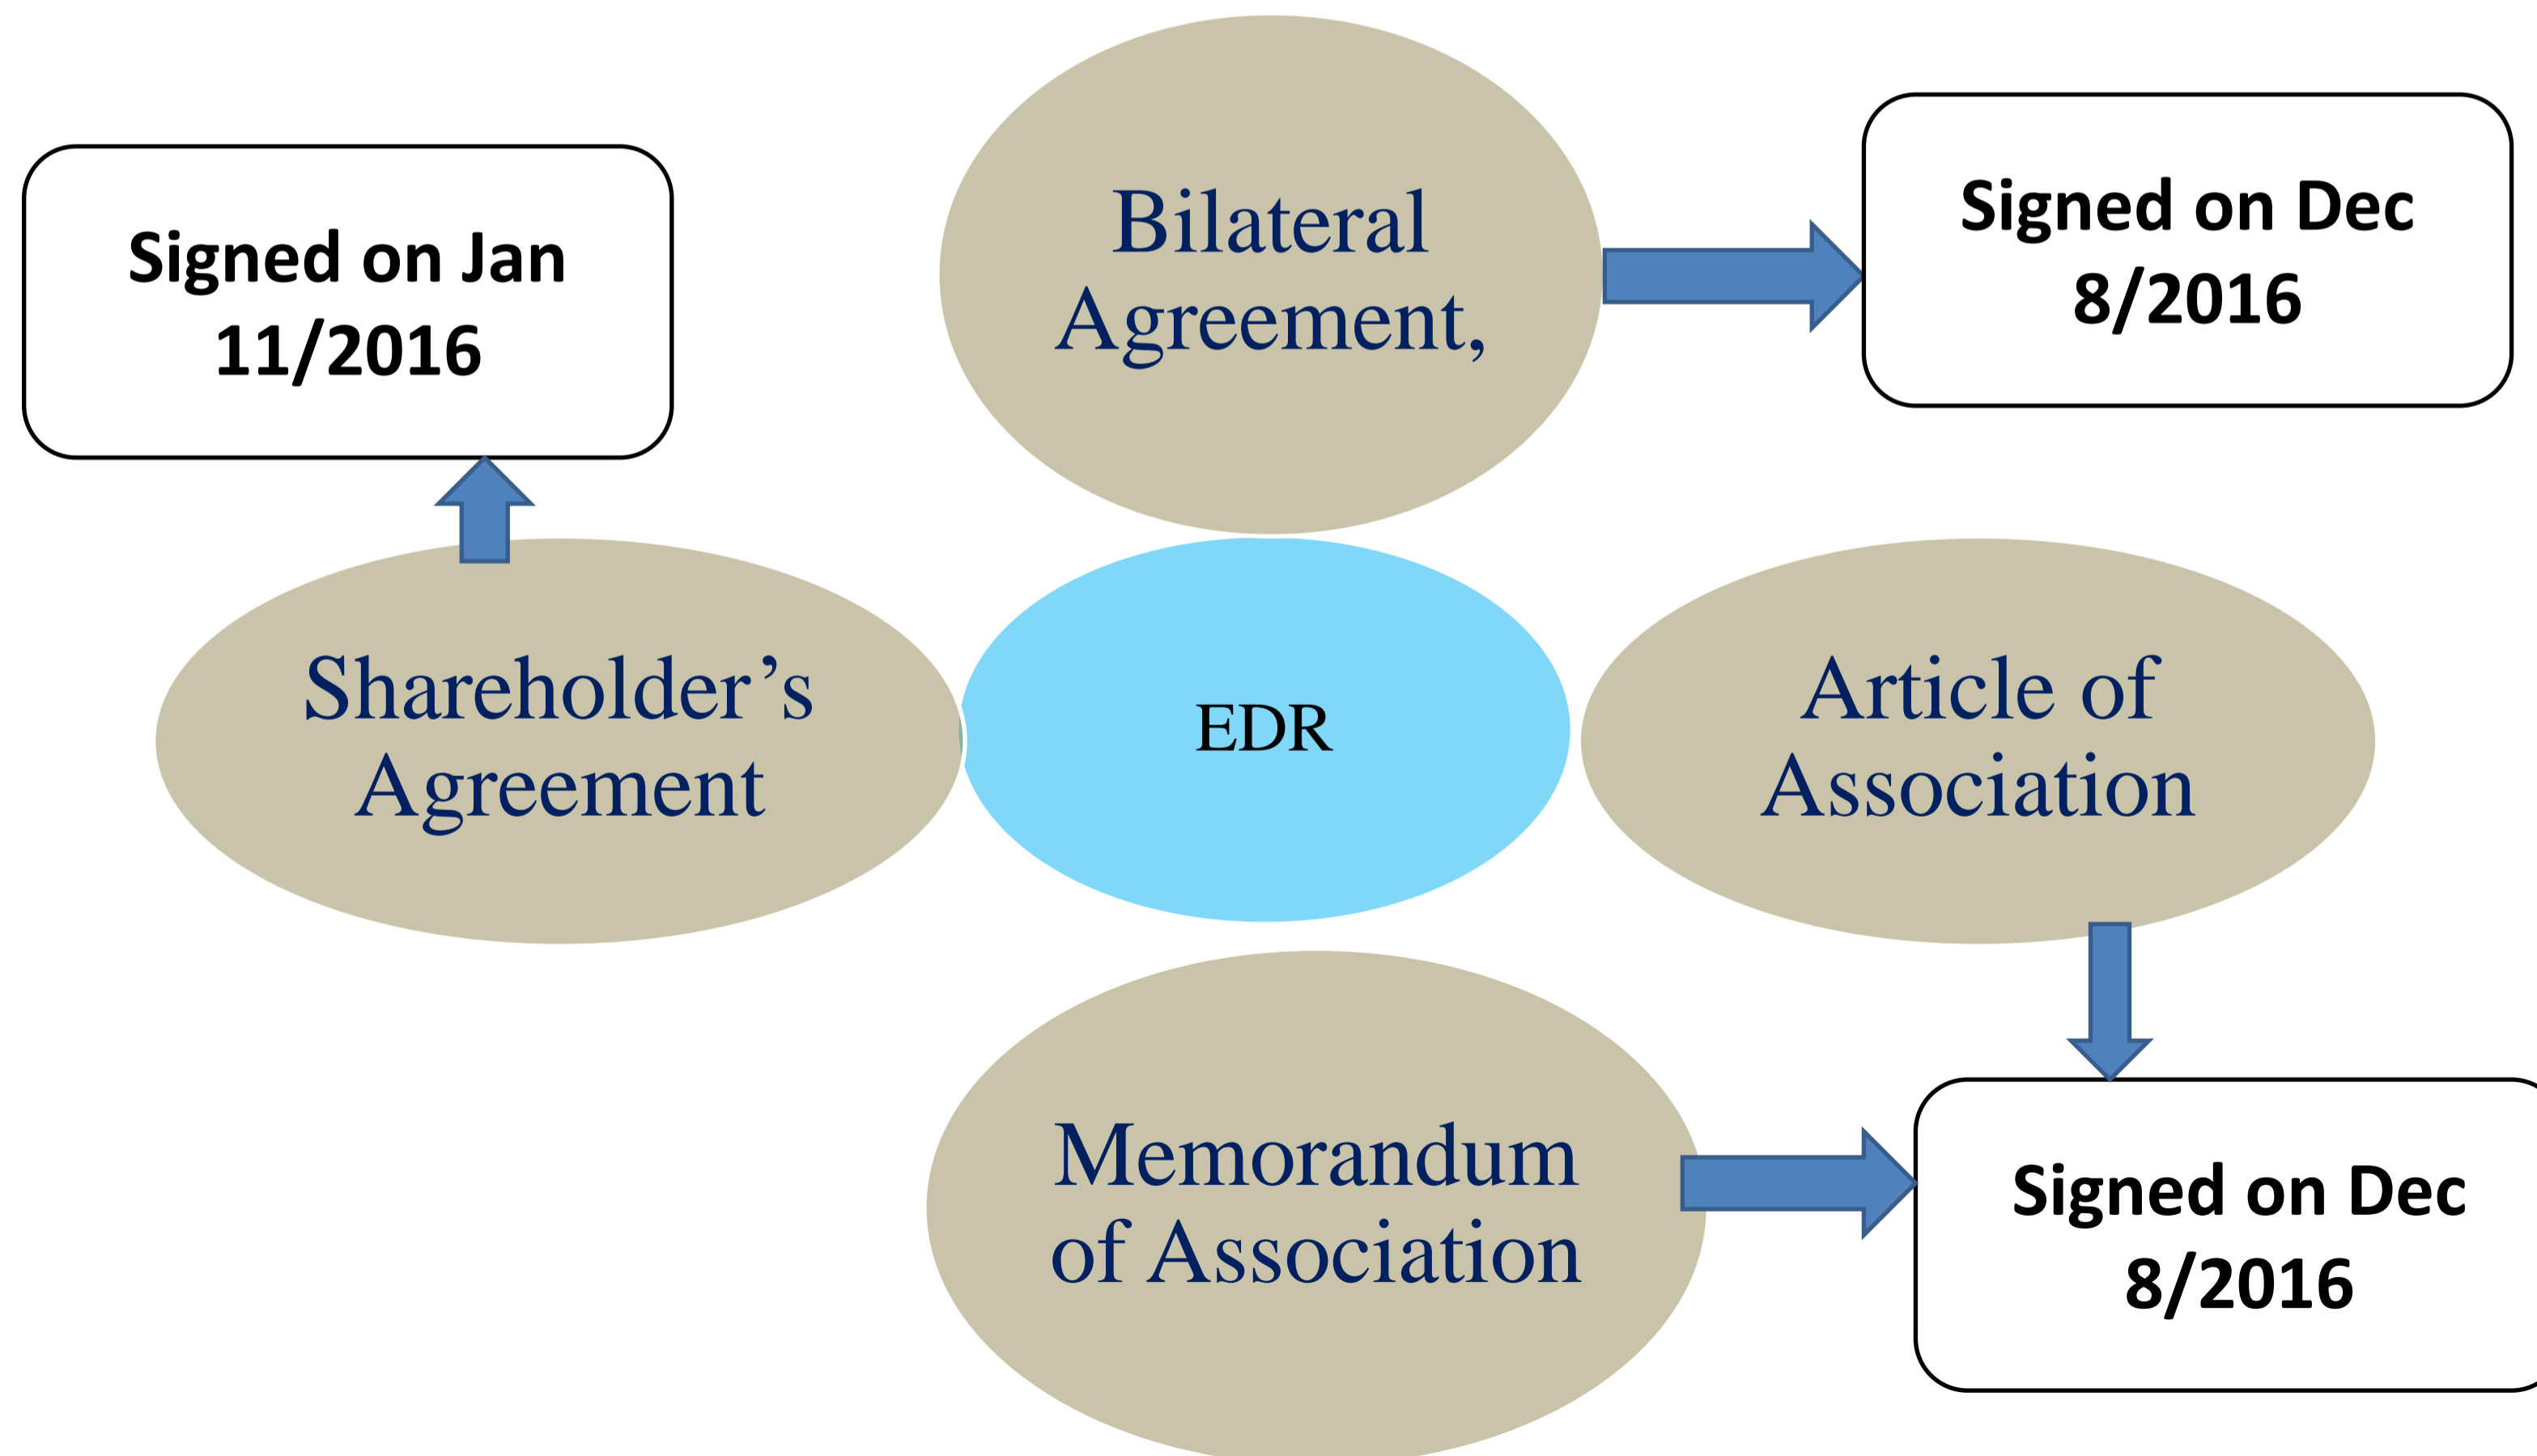 Bilateral
Agreement,
Signed on Dec
8/2016
Signed on Jan
11/2016
Shareholder’s
Agreement
EDR
Article of
Association
Memorandum
of Association
Signed on Dec
8/2016